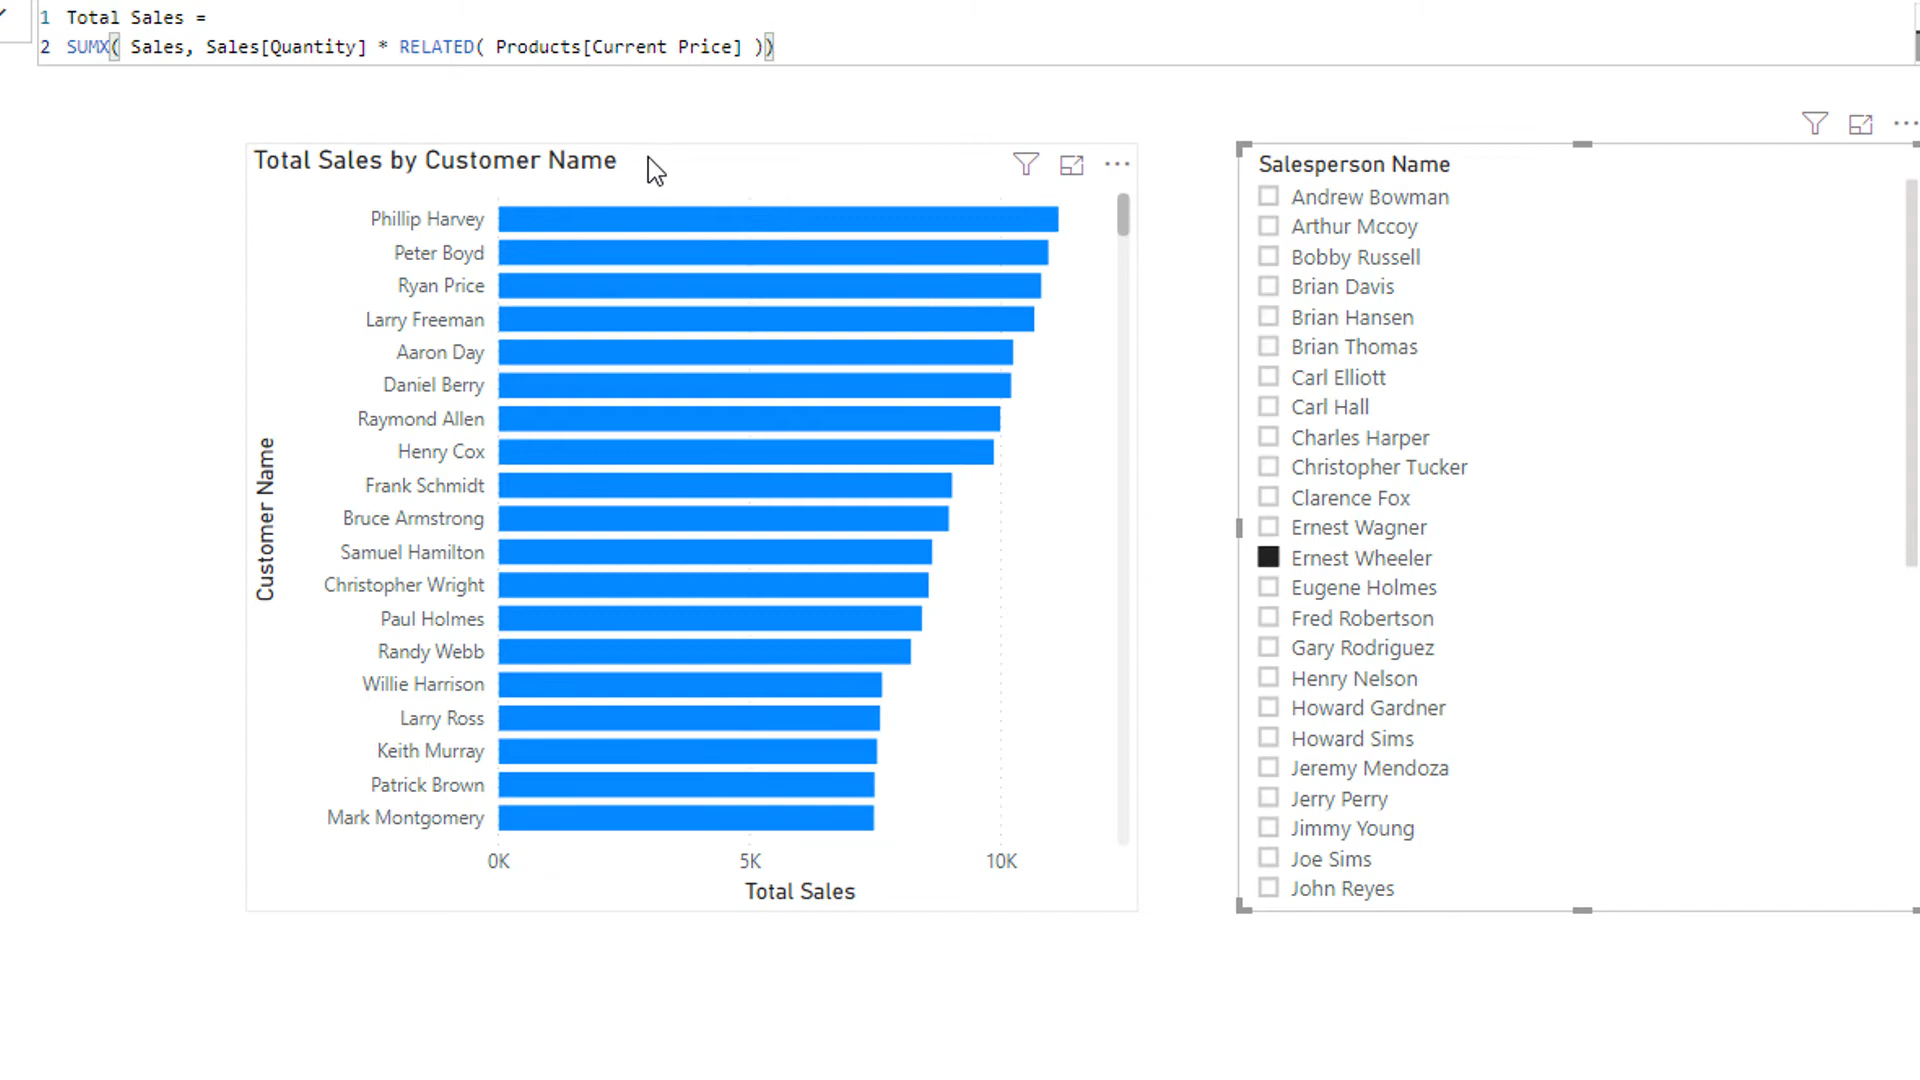 1 Total Sales =
2 SUMX( Sales, Sales[Quantity] * RELATED( Products[Current Price] ))
Total Sales by Customer Name
Phillip Harvey
Peter Boyd
Ryan Price
Larry Freeman
Aaron Day
Daniel Berry
Raymond Allen
Henry Cox
Frank Schmidt
Bruce Armstrong
Samuel Hamilton
Christopher Wright
Paul Holmes
Randy Webb
Willie Harrison
Larry Ross
Keith Murray
Patrick Brown
Mark Montgomery
Customer Name
0K 5K 10K
Total Sales
Salesperson Name
Andrew Bowman
Arthur Mccoy
Bobby Russell
Brian Davis
Brian Hansen
Brian Thomas
Carl Elliott
Carl Hall
Charles Harper
Christopher Tucker
Clarence Fox
Ernest Wagner
Ernest Wheeler
Eugene Holmes
Fred Robertson
Gary Rodriguez
Henry Nelson
Howard Gardner
Howard Sims
Jeremy Mendoza
Jerry Perry
Jimmy Young
Joe Sims
John Reyes